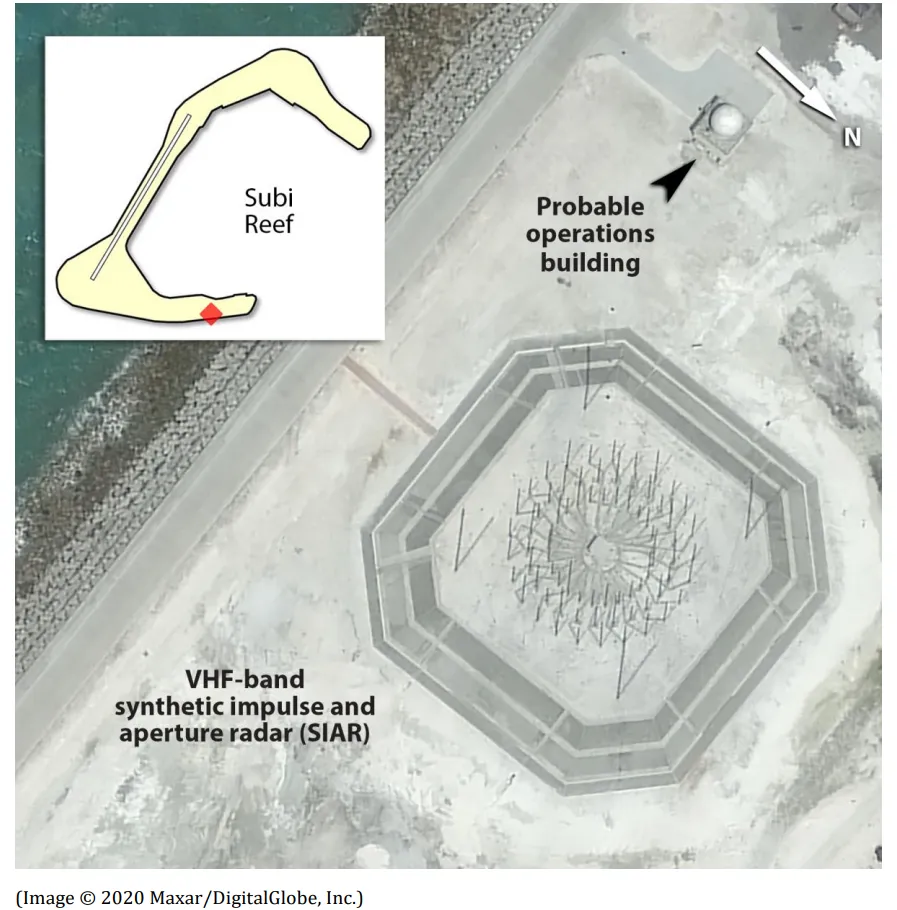 Subi
Reef
N
Probable
operations
building
VHF-band
synthetic impulse and
aperture radar (SIAR)
(Image © 2020 Maxar/DigitalGlobe, Inc.)